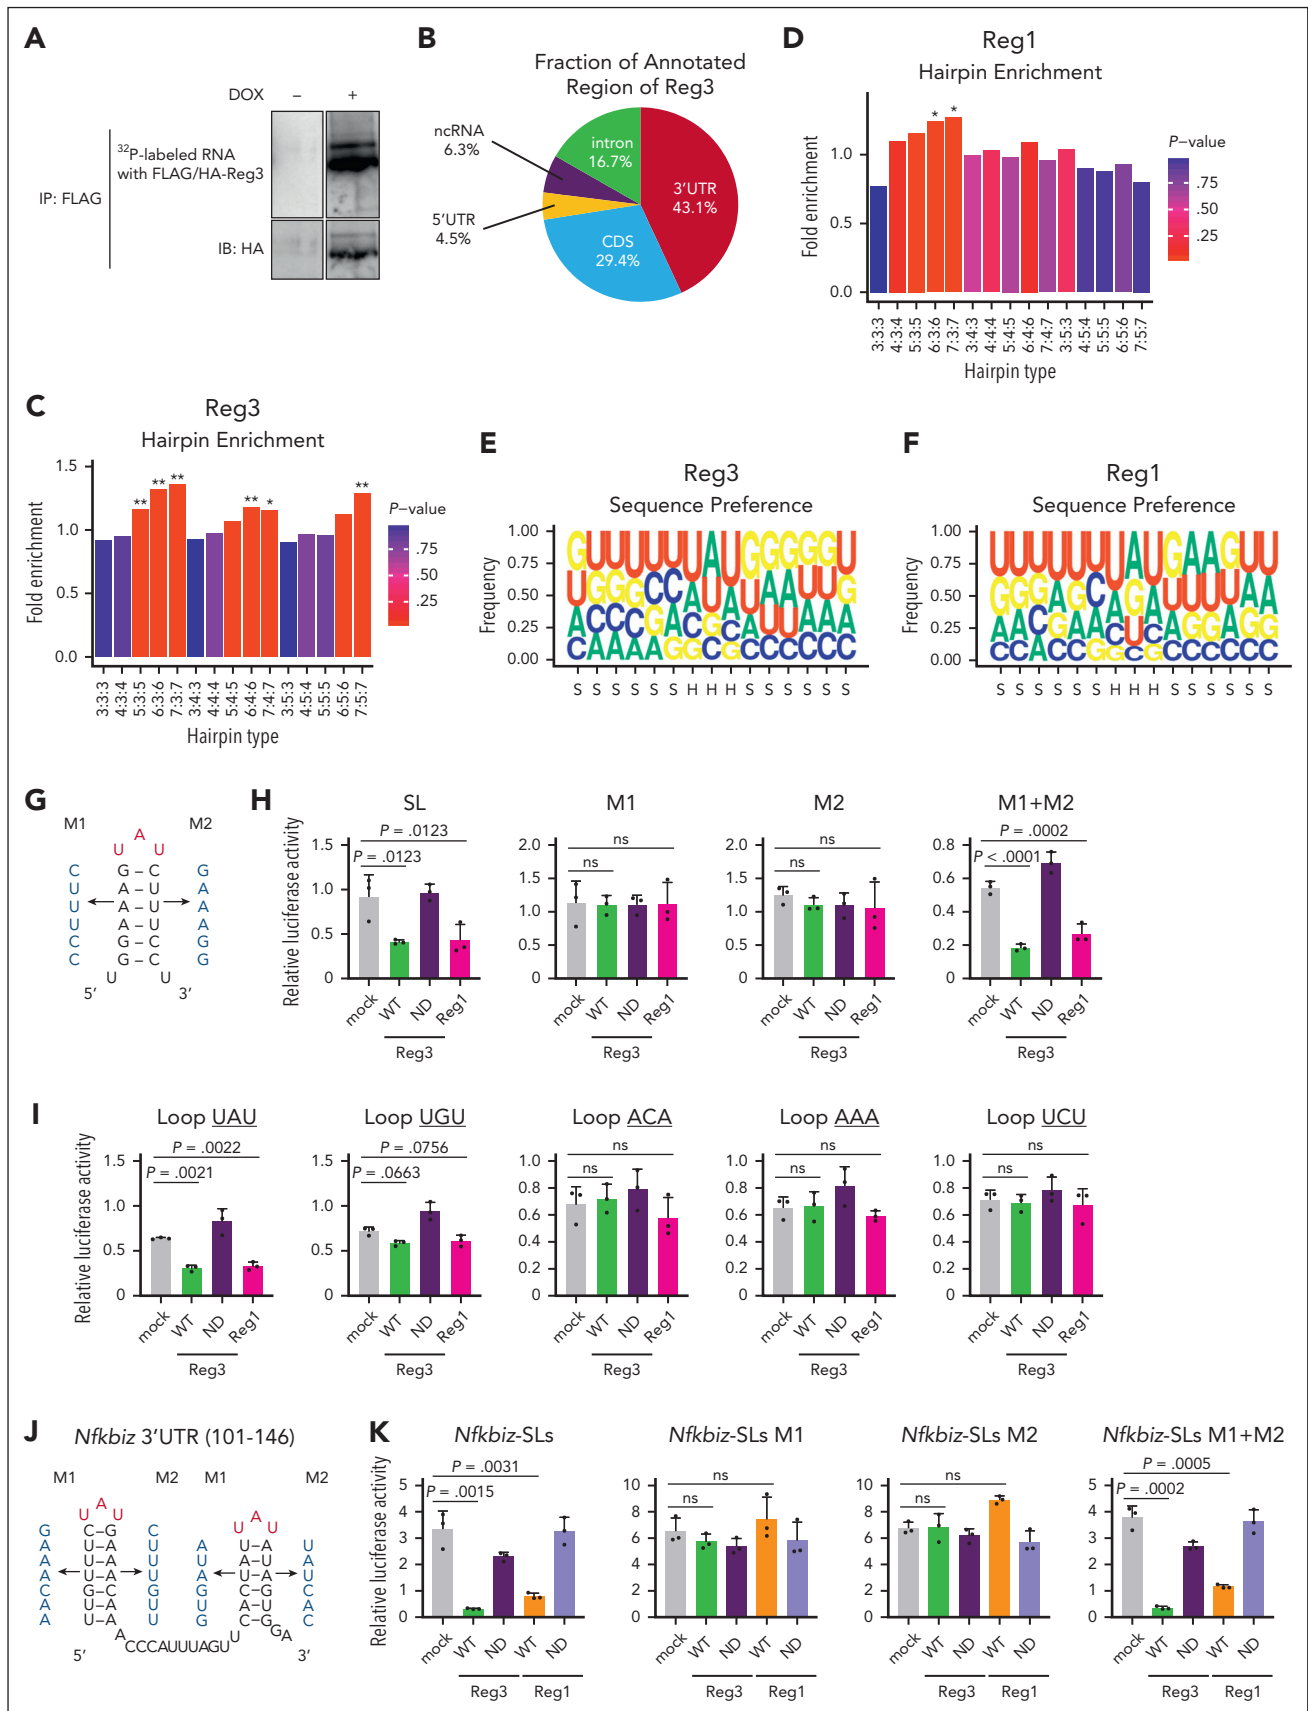 A
DOX
–
+
IP: FLAG
32P-labeled RNA
with FLAG/HA-Reg3
IB: HA
B
Fraction of Annotated
Region of Reg3
ncRNA
6.3%
intron
16.7%
3′UTR
43.1%
5′UTR
4.5%
CDS
29.4%
D
Reg1
Hairpin Enrichment
Fold enrichment
1.0
0.5
0.0
* *
3:3:3 4:3:4 5:3:5 6:3:6 7:3:7 3:4:3 4:4:4 5:4:5 6:4:6 7:4:7 3:5:3 4:5:4 5:5:5 6:5:6 7:5:7
Hairpin type
P–value
.75
.50
.25
C
Reg3
Hairpin Enrichment
Fold enrichment
1.5
1.0
0.5
0.0
** ** ** ** * **
3:3:3 4:3:4 5:3:5 6:3:6 7:3:7 3:4:3 4:4:4 5:4:5 6:4:6 7:4:7 3:5:3 4:5:4 5:5:5 6:5:6 7:5:7
Hairpin type
P–value
.75
.50
.25
E
Reg3
Sequence Preference
Frequency
1.00
0.75
0.50
0.25
0.00
S S S S S S H H H S S S S S S
F
Reg1
Sequence Preference
Frequency
1.00
0.75
0.50
0.25
0.00
S S S S S S H H H S S S S S S
G
M1
M2
A
U U
C G – C G
U A – U A
U A – U A
U A – U A
C G – C G
C G – C G
U U
5′ 3′
H
Relative luciferase activity
SL
P = .0123
P = .0123
1.5
1.0
0.5
0
mock WT ND Reg1
Reg3
M1
ns
ns
2.0
1.5
1.0
0.5
0
mock WT ND Reg1
Reg3
M2
ns
ns
2.0
1.5
1.0
0.5
0
mock WT ND Reg1
Reg3
M1+M2
P = .0002
P < .0001
0.8
0.6
0.4
0.2
0
mock WT ND Reg1
Reg3
I
Relative luciferase activity
Loop UAU
P = .0022
P = .0021
1.5
1.0
0.5
0
mock WT ND Reg1
Reg3
Loop UGU
P = .0756
P = .0663
1.5
1.0
0.5
0
mock WT ND Reg1
Reg3
Loop ACA
ns
ns
1.0
0.8
0.6
0.4
0.2
0
mock WT ND Reg1
Reg3
Loop AAA
ns
ns
1.0
0.8
0.6
0.4
0.2
0
mock WT ND Reg1
Reg3
Loop UCU
ns
ns
1.0
0.8
0.6
0.4
0.2
0
mock WT ND Reg1
Reg3
J
Nfkbiz 3′UTR (101-146)
M1 M2 M1 M2
A
U U
G C-G C
A U-A U
A U-A U
A U-A U
C G-C G
A U-A U
A U-A U
A
CCCAUUUAGU
U
A
U U
A U-A U
U A-U A
A U-A U
G C-G C
U A-U A
G C-C C
G
G
A
5′ 3′
K
Relative luciferase activity
Nfkbiz-SLs
P = .0031
P = .0015
5
4
3
2
1
0
mock WT ND WT ND
Reg3 Reg1
Nfkbiz-SLs M1
ns
ns
10
8
6
4
2
0
mock WT ND WT ND
Reg3 Reg1
Nfkbiz-SLs M2
ns
ns
10
8
6
4
2
0
mock WT ND WT ND
Reg3 Reg1
Nfkbiz-SLs M1+M2
P = .0005
P = .0002
5
4
3
2
1
0
mock WT ND WT ND
Reg3 Reg1